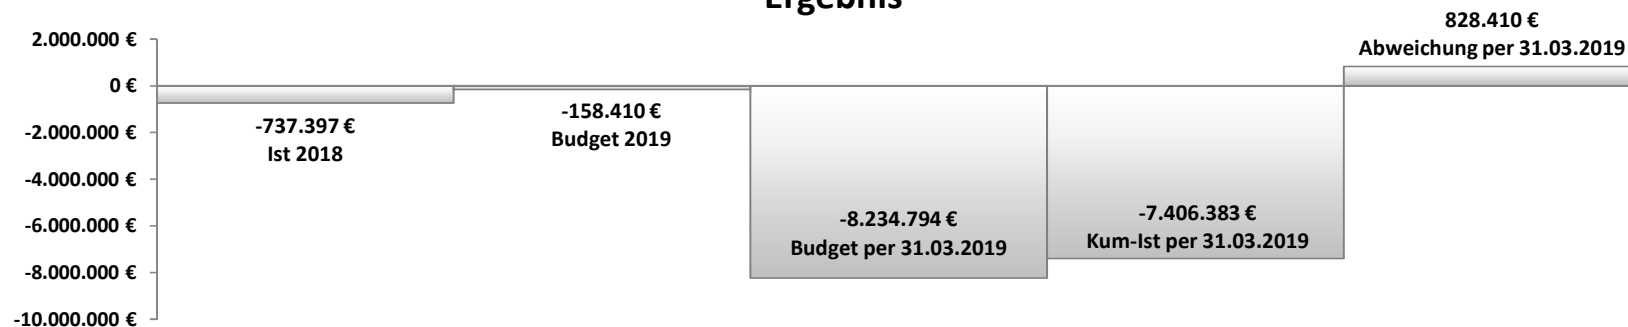 Ergebnis
828.410 €
Abweichung per 31.03.2019
2.000.000 €
0 €
-2.000.000 €
-4.000.000 €
-6.000.000 €
-8.000.000 €
-10.000.000 €
-737.397 €
Ist 2018
-158.410 €
Budget 2019
-8.234.794 €
Budget per 31.03.2019
-7.406.383 €
Kum-Ist per 31.03.2019